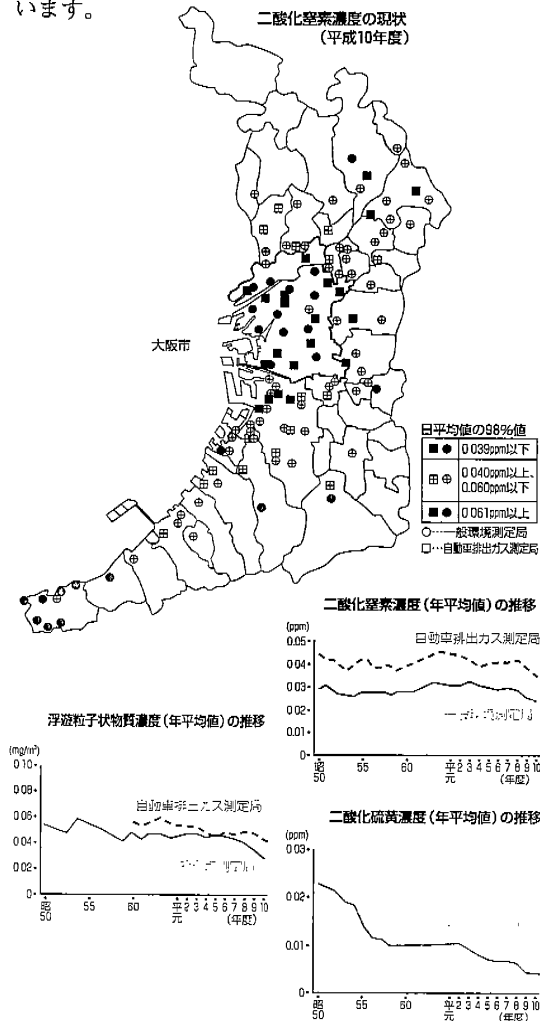 います。
二酸化窒素濃度の現状
(平成10年度)
大阪市
日平均値の98%値
0.039ppm以下
0.040ppm以上、
0.060ppm以下
0.061ppm以上
○…一般環境測定局
□…自動車排出ガス測定局
二酸化窒素濃度(年平均値)の推移
(ppm)
自動車排出ガス測定局
0.05
0.04
0.03
0.02
0.01
0
昭50 55 60 平元 2 3 4 5 6 7 8 9 10
(年度)
浮遊粒子状物質濃度(年平均値)の推移
(mg/m³)
自動車排出ガス測定局
0.10
0.08
0.06
0.04
0.02
0
昭50 55 60 平元 2 3 4 5 6 7 8 9 10
(年度)
二酸化硫黄濃度(年平均値)の推移
(ppm)
0.03
0.02
0.01
0
昭50 55 60 平元 2 3 4 5 6 7 8 9 10
(年度)